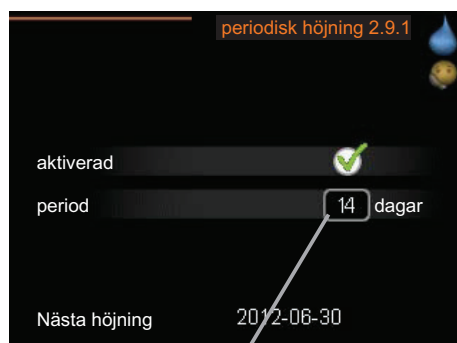 periodisk höjning 2.9.1
aktiverad
period 14 dagar
Nästa höjning 2012-06-30